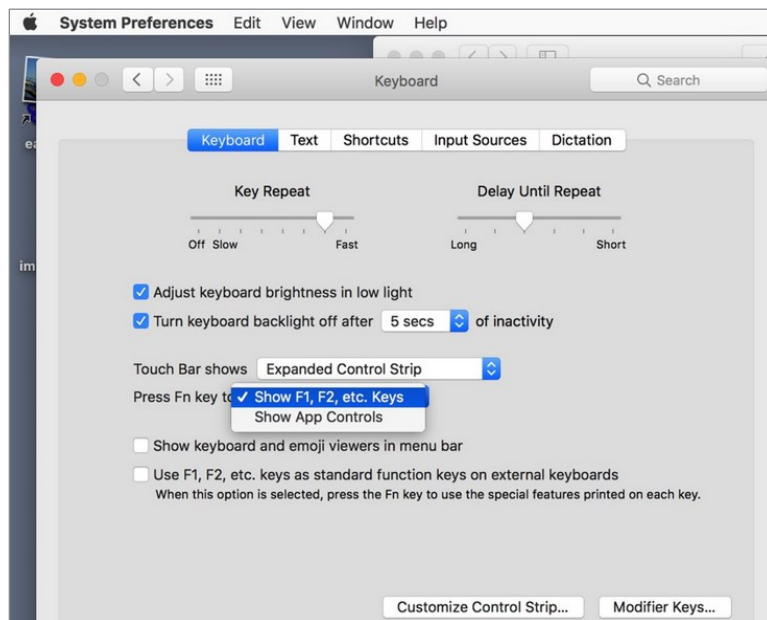 System Preferences Edit View Window Help
Keyboard
Search
Keyboard Text Shortcuts Input Sources Dictation
Key Repeat Delay Until Repeat
Off Slow Fast Long Short
Adjust keyboard brightness in low light
Turn keyboard backlight off after 5 secs of inactivity
Touch Bar shows Expanded Control Strip
Press Fn key to Show F1, F2, etc. Keys
Show App Controls
Show keyboard and emoji viewers in menu bar
Use F1, F2, etc. keys as standard function keys on external keyboards
When this option is selected, press the Fn key to use the special features printed on each key.
im
Customize Control Strip... Modifier Keys...